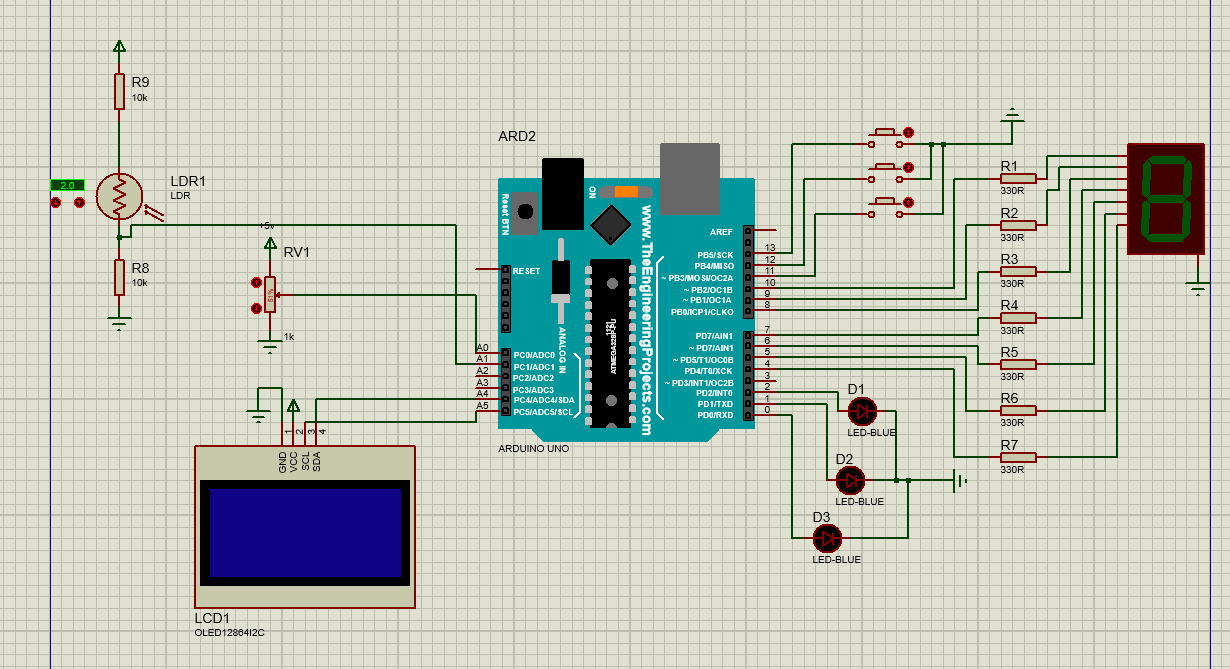 R9
10k
2.0
LDR1
LDR
R8
10k
+5v
RV1
51%
1k
ARD2
Reset BTN
ON
www.TheEngineeringProjects.com
ANALOG IN
ATMEGA328P-PU
RESET
A0 PC0/ADC0
A1 PC1/ADC1
A2 PC2/ADC2
A3 PC3/ADC3
A4 PC4/ADC4/SDA
A5 PC5/ADC5/SCL
AREF
PB5/SCK 13
PB4/MISO 12
~ PB3/MOSI/OC2A 11
~ PB2/OC1B 10
~ PB1/OC1A 9
PB0/ICP1/CLKO 8
PD7/AIN1 7
~ PD7/AIN1 6
~ PD5/T1/OC0B 5
PD4/T0/XCK 4
~ PD3/INT1/OC2B 3
PD2/INT0 2
PD1/TXD 1
PD0/RXD 0
ARDUINO UNO
R1
330R
R2
330R
R3
330R
R4
330R
R5
330R
R6
330R
R7
330R
8
D1
LED-BLUE
D2
LED-BLUE
D3
LED-BLUE
1 2 3 4
GND VCC SCL SDA
LCD1
OLED12864I2C